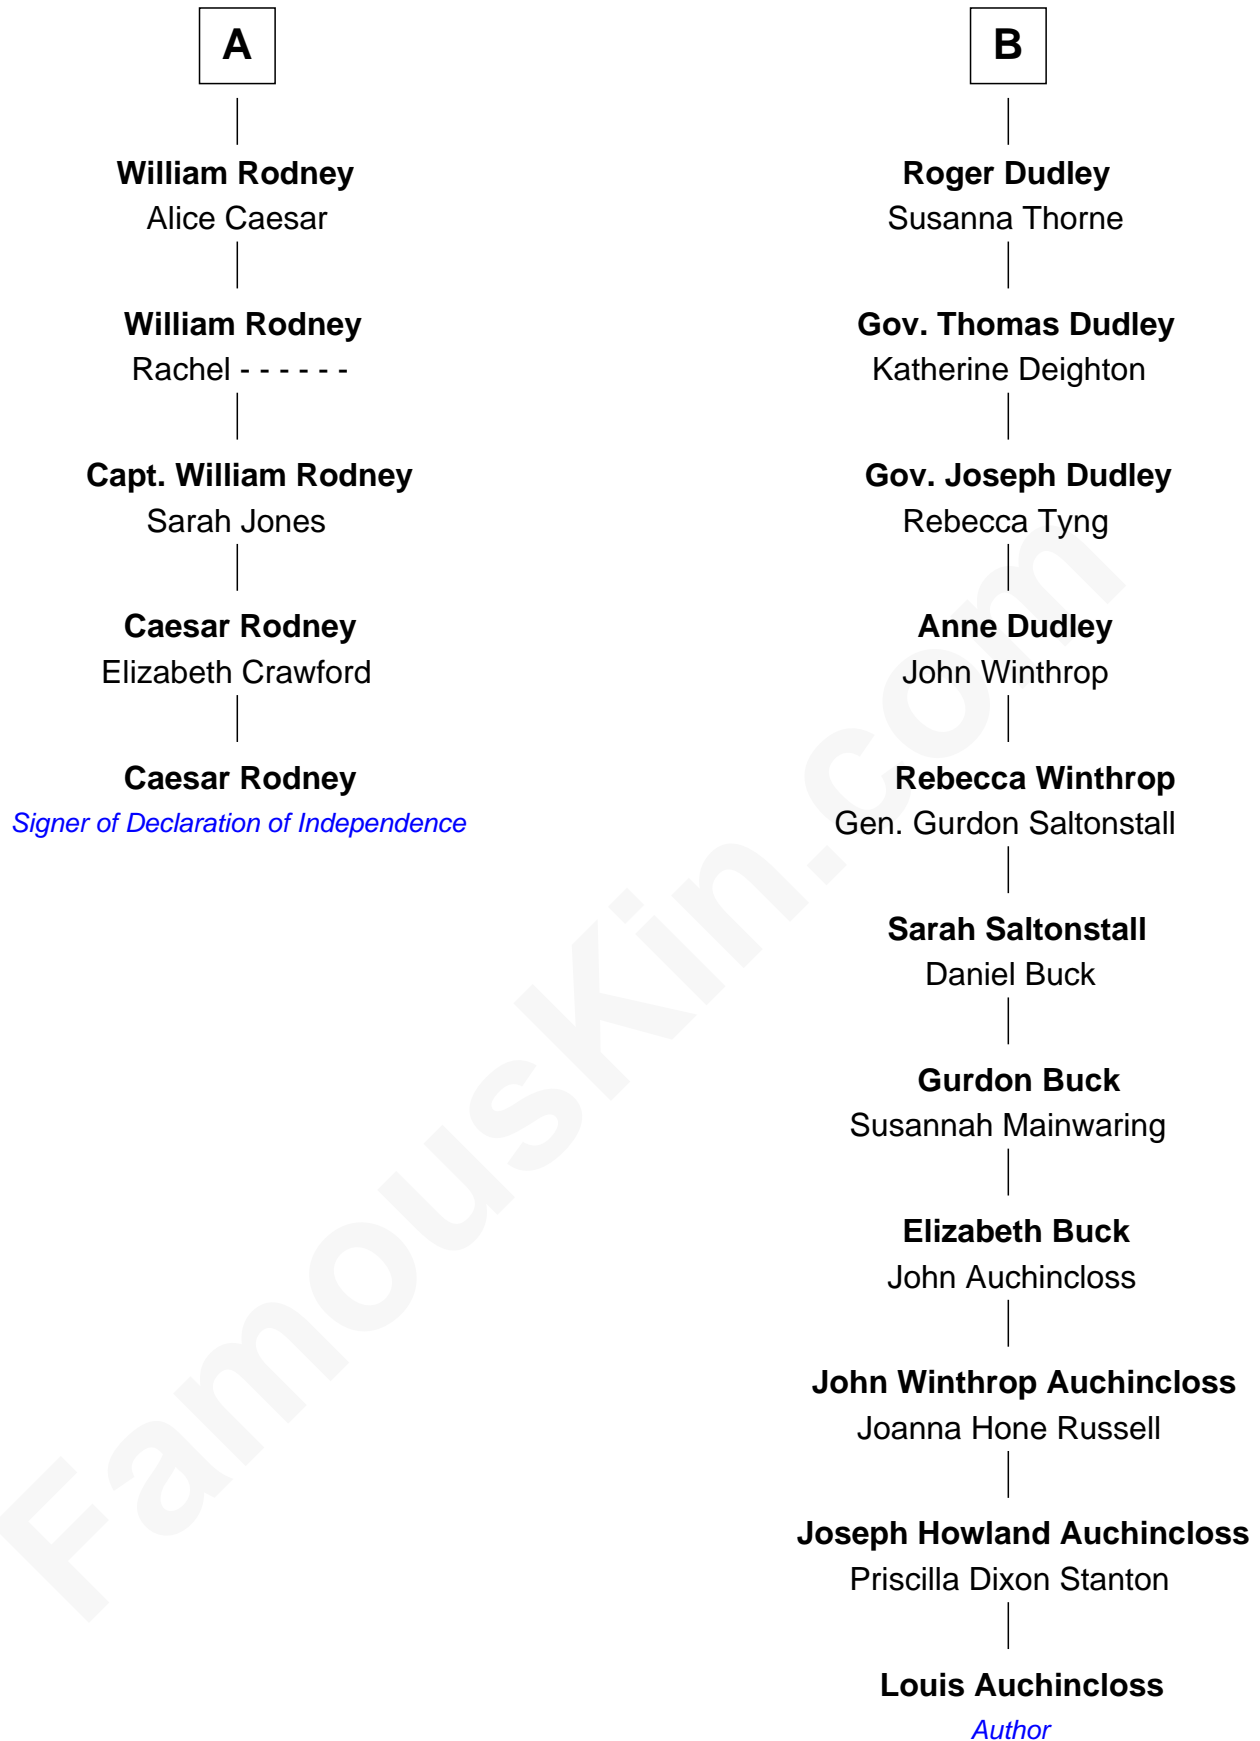 A
William Rodney
Alice Caesar
William Rodney
Rachel - - - - - -
Capt. William Rodney
Sarah Jones
Caesar Rodney
Elizabeth Crawford
Caesar Rodney
Signer of Declaration of Independence
B
Roger Dudley
Susanna Thorne
Gov. Thomas Dudley
Katherine Deighton
Gov. Joseph Dudley
Rebecca Tyng
Anne Dudley
John Winthrop
Rebecca Winthrop
Gen. Gurdon Saltonstall
Sarah Saltonstall
Daniel Buck
Gurdon Buck
Susannah Mainwaring
Elizabeth Buck
John Auchincloss
John Winthrop Auchincloss
Joanna Hone Russell
Joseph Howland Auchincloss
Priscilla Dixon Stanton
Louis Auchincloss
Author
FamousKin.com